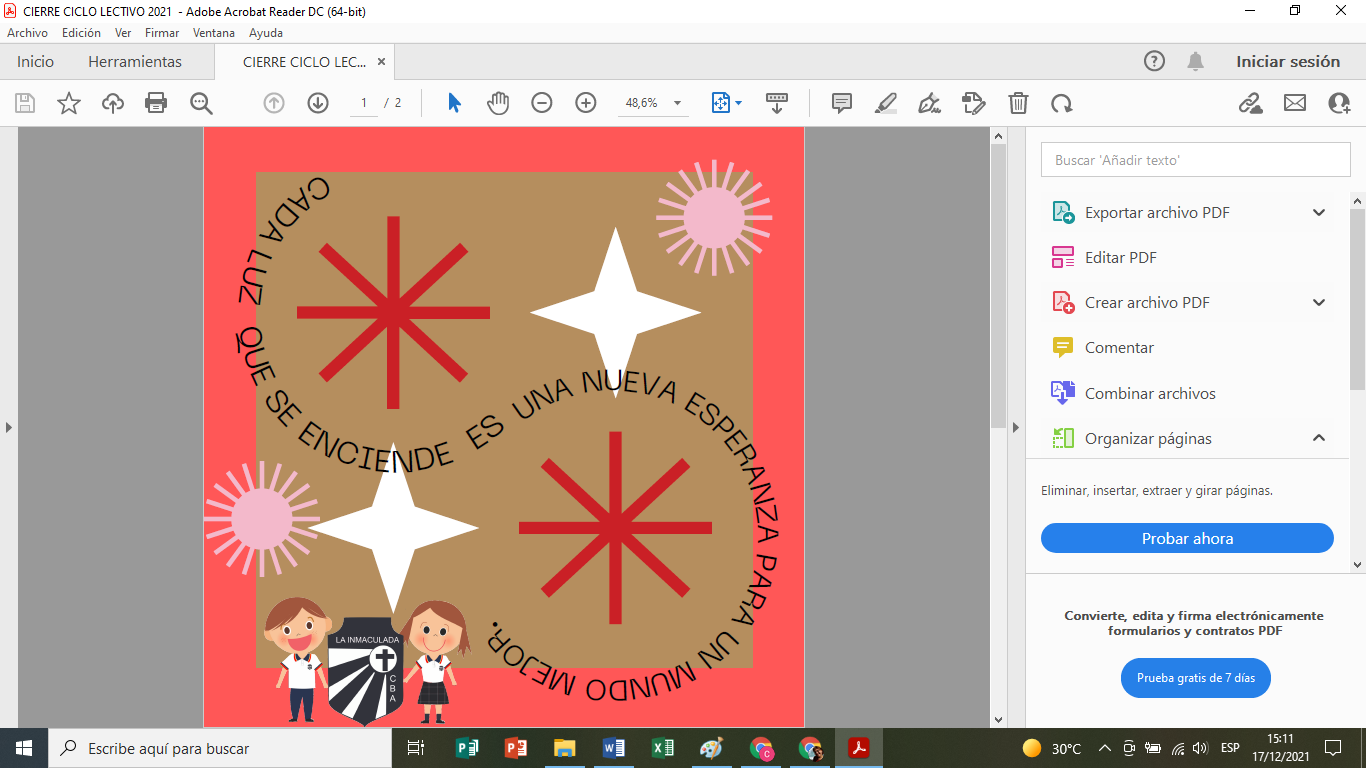 CIERRE CICLO LECTIVO 2021 - Adobe Acrobat Reader DC (64-bit)
Archivo Edición Ver Firmar Ventana Ayuda
Inicio Herramientas CIERRE CICLO LEC... Iniciar sesión
1 / 2 48,6%
CADA LUZ QUE SE ENCIENDE ES UNA NUEVA ESPERANZA PARA UN MUNDO MEJOR.
LA INMACULADA
CBA
Buscar 'Añadir texto'
Exportar archivo PDF
Editar PDF
Crear archivo PDF
Comentar
Combinar archivos
Organizar páginas
Eliminar, insertar, extraer y girar páginas.
Probar ahora
Convierte, edita y firma electrónicamente
formularios y contratos PDF
Prueba gratis de 7 días
Escribe aquí para buscar
30°C
ESP
15:11
17/12/2021